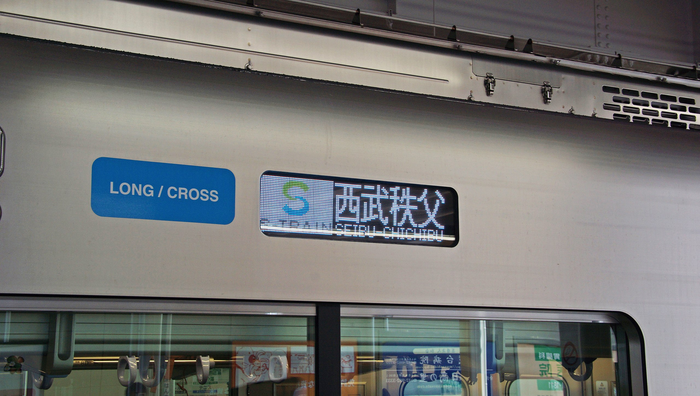 LONG / CROSS
S
S-TRAIN
西武秩父
SEIBU-CHICHIBU